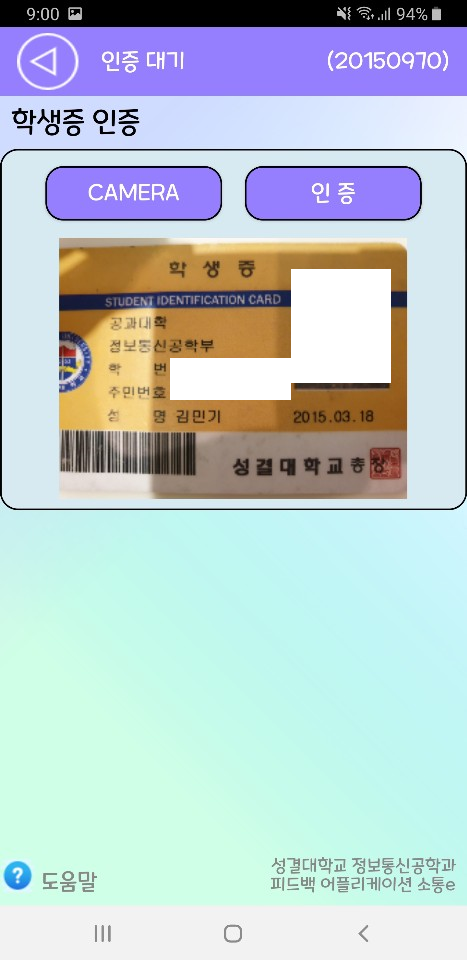 9:00 94%
인증 대기 (20150970)
학생증 인증
CAMERA 인 증
학 생 증
STUDENT IDENTIFICATION CARD
공과대학
정보통신공학부
학 번
주민번호
성 명 김민기 2015.03.18
성결대학교총장
? 도움말
성결대학교 정보통신공학과
피드백 어플리케이션 소통e